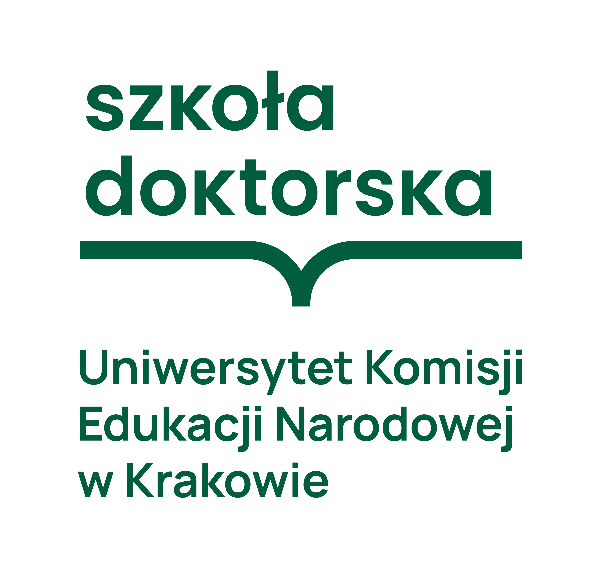 szkoła
doktorska
Uniwersytet Komisji
Edukacji Narodowej
w Krakowie